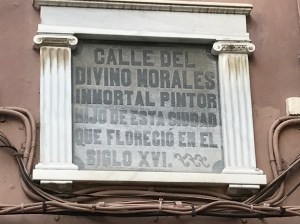 CALLE DEL
DIVINO MORALES
INMORTAL PINTOR
HIJO DE ESTA CIUDAD
QUE FLORECIÓ EN EL
SIGLO XVI.